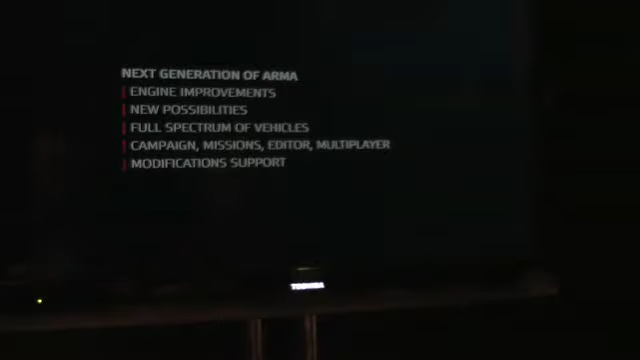 NEXT GENERATION OF ARMA
ENGINE IMPROVEMENTS
NEW POSSIBILITIES
FULL SPECTRUM OF VEHICLES
CAMPAIGN, MISSIONS, EDITOR, MULTIPLAYER
MODIFICATIONS SUPPORT
TOSHIBA